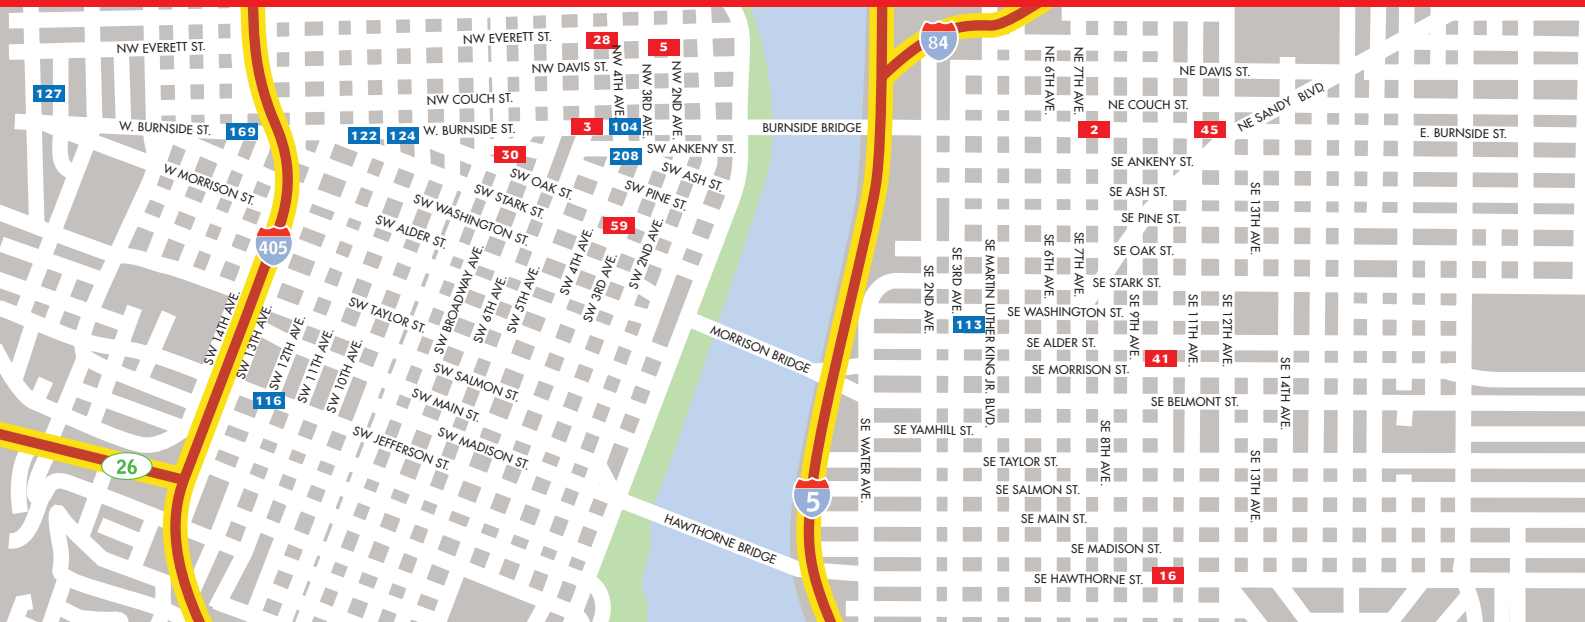 NW EVERETT ST.
NW EVERETT ST.
28
5
84
NW DAVIS ST.
NW 4TH AVE.
NW 3RD AVE.
NW 2ND AVE.
NE 6TH AVE.
NE 7TH AVE.
NE DAVIS ST.
127
NW COUCH ST.
NE COUCH ST.
NE SANDY BLVD.
W. BURNSIDE ST.
169
122
124
W. BURNSIDE ST.
3
104
BURNSIDE BRIDGE
2
45
E. BURNSIDE ST.
30
208
SW ANKENY ST.
SE ANKENY ST.
W MORRISON ST.
SW OAK ST.
SW ASH ST.
SW STARK ST.
SW PINE ST.
SE ASH ST.
SW WASHINGTON ST.
SW ALDER ST.
59
SE PINE ST.
SE 13TH AVE.
405
SW BROADWAY AVE.
SW 6TH AVE.
SW 5TH AVE.
SW 4TH AVE.
SW 3RD AVE.
SW 2ND AVE.
SE OAK ST.
SE 2ND AVE.
SE 3RD AVE.
SE MARTIN LUTHER KING JR. BLVD.
SE 6TH AVE.
SE 7TH AVE.
SE STARK ST.
SW 14TH AVE.
SW 13TH AVE.
SW 12TH AVE.
SW 11TH AVE.
SW 10TH AVE.
SW TAYLOR ST.
MORRISON BRIDGE
113
SE WASHINGTON ST.
SE 9TH AVE.
SE 11TH AVE.
SE 12TH AVE.
SE ALDER ST.
41
SE MORRISON ST.
SE 14TH AVE.
116
SW SALMON ST.
SW MAIN ST.
SE BELMONT ST.
SW JEFFERSON ST.
SW MADISON ST.
SE WATER AVE.
SE YAMHILL ST.
SE 8TH AVE.
26
SE TAYLOR ST.
SE 13TH AVE.
5
SE SALMON ST.
HAWTHORNE BRIDGE
SE MAIN ST.
SE MADISON ST.
SE HAWTHORNE ST.
16